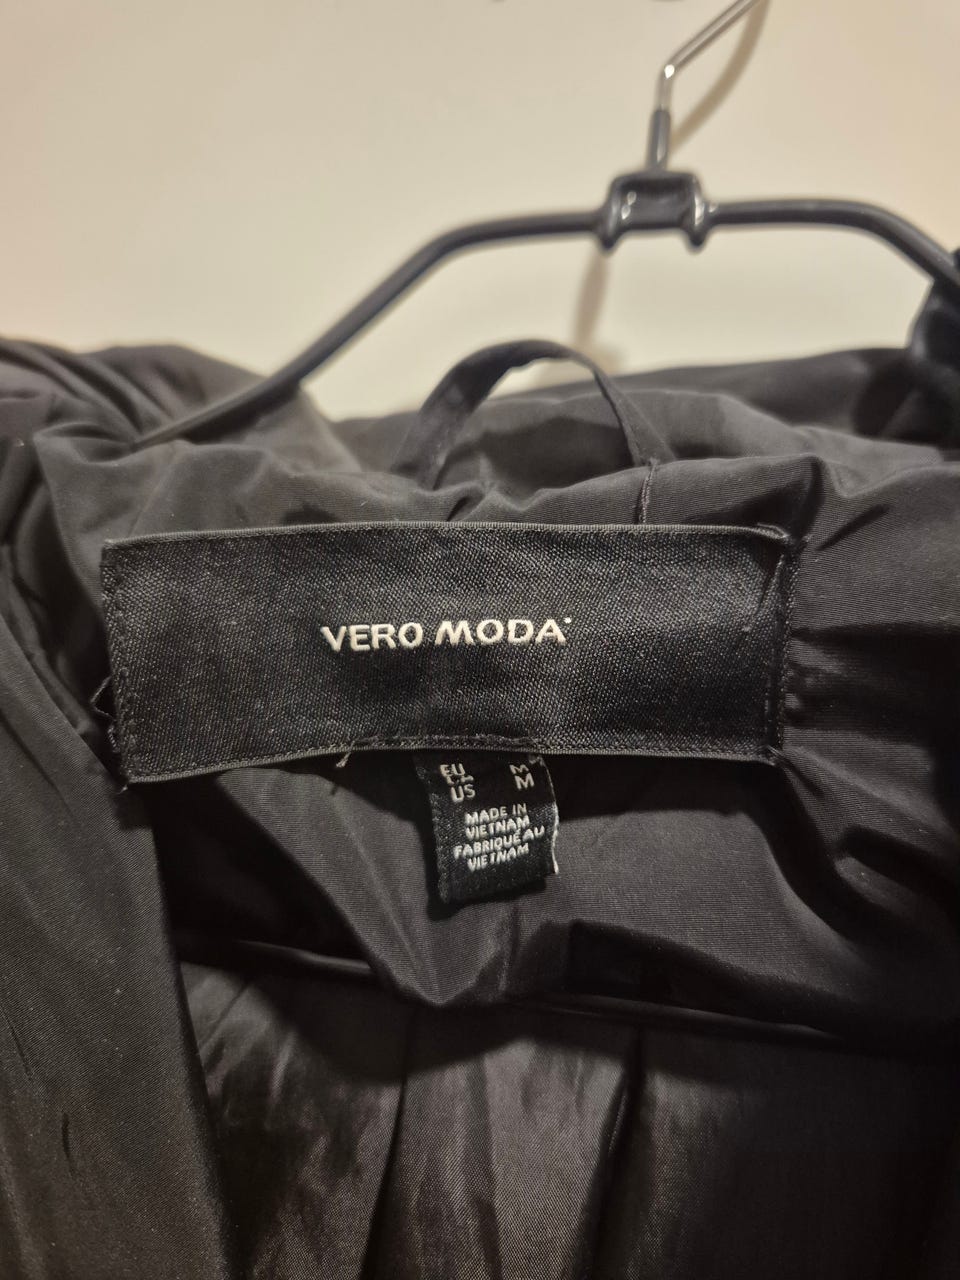 VERO MODA
EU M
US M
MADE IN
VIETNAM
FABRIQUÉ AU
VIETNAM